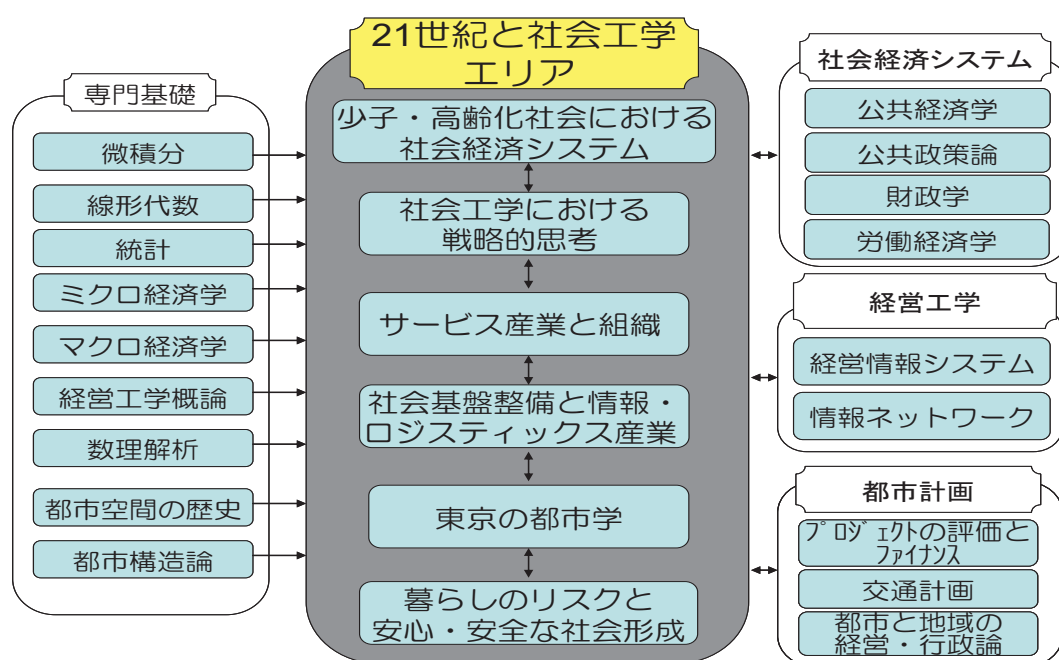 専門基礎
微積分
線形代数
統計
ミクロ経済学
マクロ経済学
経営工学概論
数理解析
都市空間の歴史
都市構造論
21世紀と社会工学
エリア
少子・高齢化社会における
社会経済システム
社会工学における
戦略的思考
サービス産業と組織
社会基盤整備と情報・
ロジスティックス産業
東京の都市学
暮らしのリスクと
安心・安全な社会形成
社会経済システム
公共経済学
公共政策論
財政学
労働経済学
経営工学
経営情報システム
情報ネットワーク
都市計画
プロジェクトの評価と
ファイナンス
交通計画
都市と地域の
経営・行政論